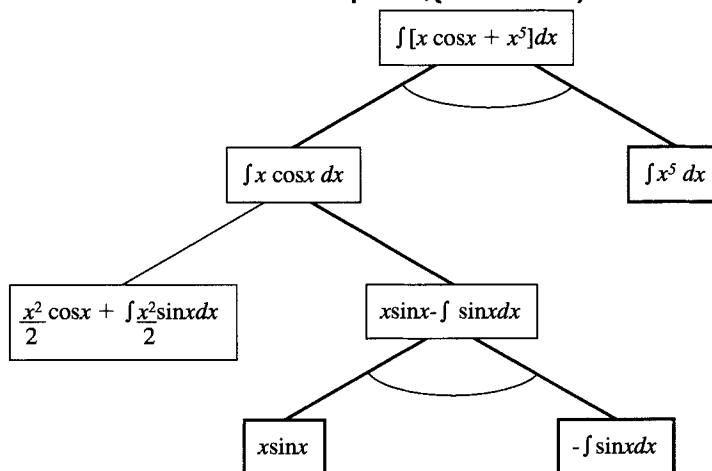 ∫[x cosx + x⁵]dx
∫x cosx dx
∫x⁵ dx
x²/2 cosx + ∫x²/2 sinxdx
xsinx-∫ sinxdx
xsinx
-∫sinxdx